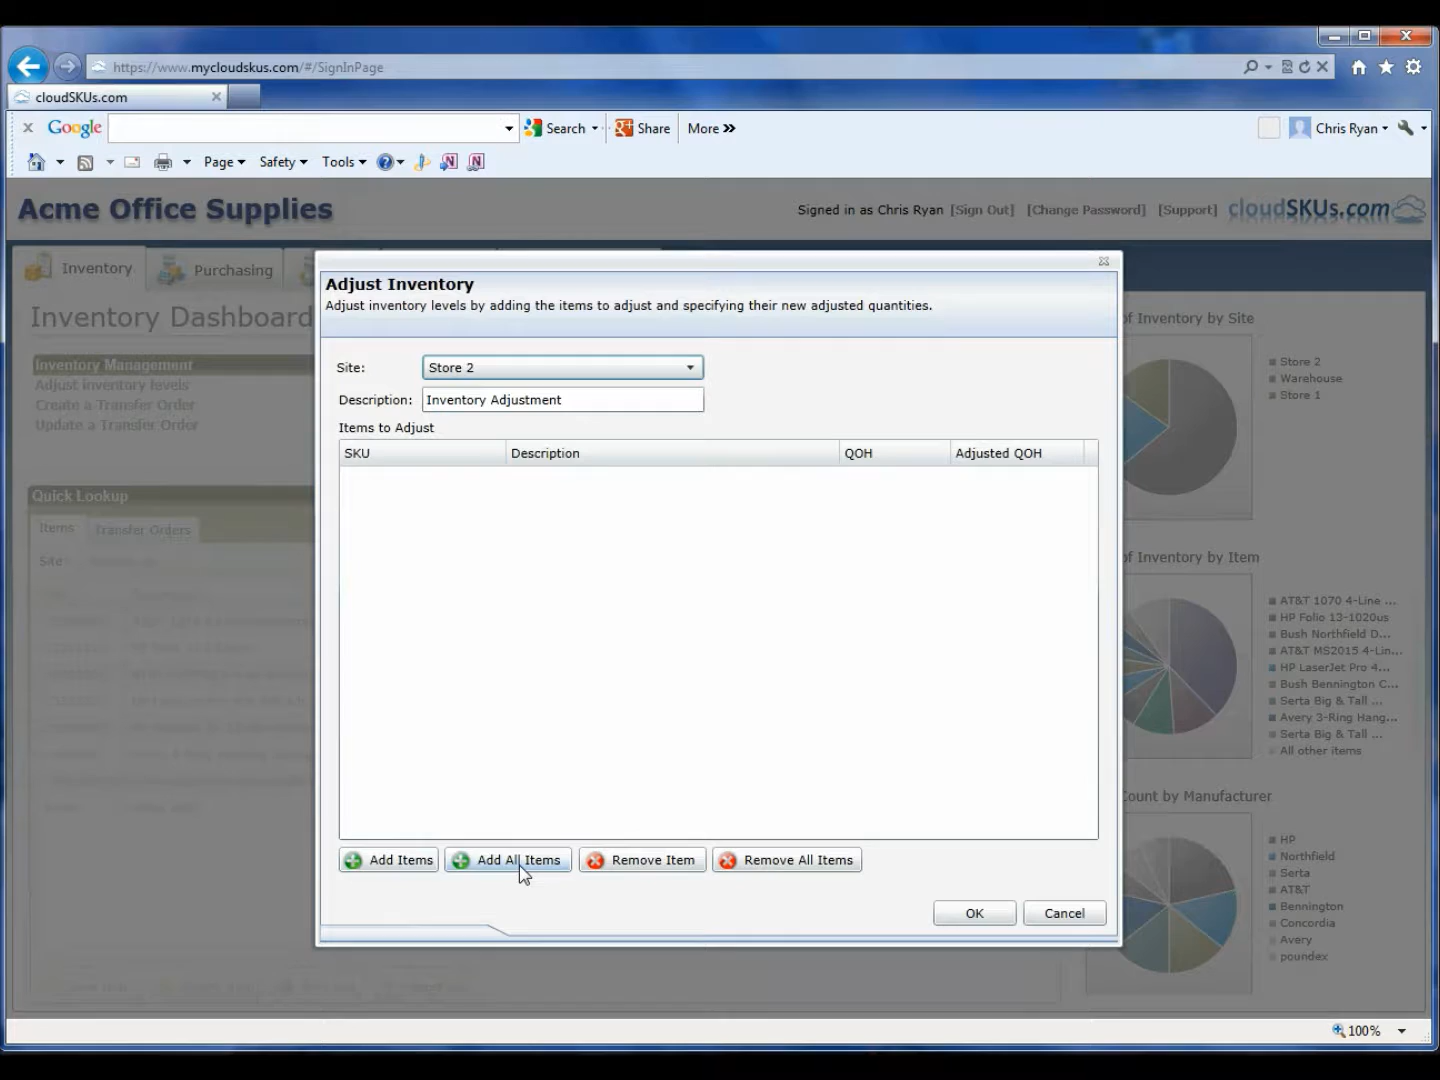 https://www.mycloudskus.com/#/SignInPage
cloudSKUs.com
Google
Search
Share
More »
Chris Ryan
Page
Safety
Tools
Acme Office Supplies
Signed in as Chris Ryan [Sign Out] [Change Password] [Support] cloudSKUs.com
Inventory
Purchasing
Inventory Dashboard
Inventory Management
Adjust inventory levels
Create a Transfer Order
Update a Transfer Order
Quick Lookup
Items
Transfer Orders
Site
Adjust Inventory
Adjust inventory levels by adding the items to adjust and specifying their new adjusted quantities.
Site: Store 2
Description: Inventory Adjustment
Items to Adjust
SKU Description QOH Adjusted QOH
Add Items Add All Items Remove Item Remove All Items
OK Cancel
of Inventory by Site
Store 2
Warehouse
Store 1
of Inventory by Item
AT&T 1070 4-Line ...
HP Folio 13-1020us
Bush Northfield D...
AT&T MS2015 4-Lin...
HP LaserJet Pro 4...
Bush Bennington C...
Serta Big & Tall ...
Avery 3-Ring Hang...
Serta Big & Tall ...
All other items
Count by Manufacturer
HP
Northfield
Serta
AT&T
Bennington
Concordia
Avery
poundex
100%